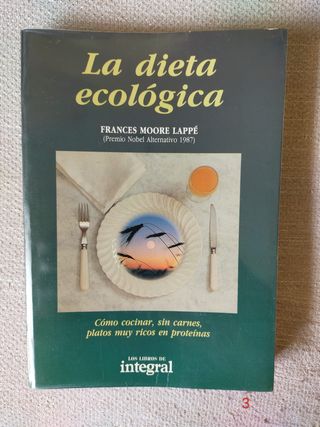 La dieta
ecológica
FRANCES MOORE LAPPÉ
(Premio Nobel Alternativo 1987)
Cómo cocinar, sin carnes,
platos muy ricos en proteínas
LOS LIBROS DE
integral
3